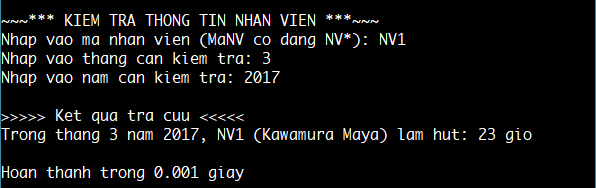 ~~~*** KIEM TRA THONG TIN NHAN VIEN ***~~~
Nhap vao ma nhan vien (MaNV co dang NV*): NV1
Nhap vao thang can kiem tra: 3
Nhap vao nam can kiem tra: 2017
>>>>> Ket qua tra cuu <<<<<
Trong thang 3 nam 2017, NV1 (Kawamura Maya) lam hut: 23 gio
Hoan thanh trong 0.001 giay